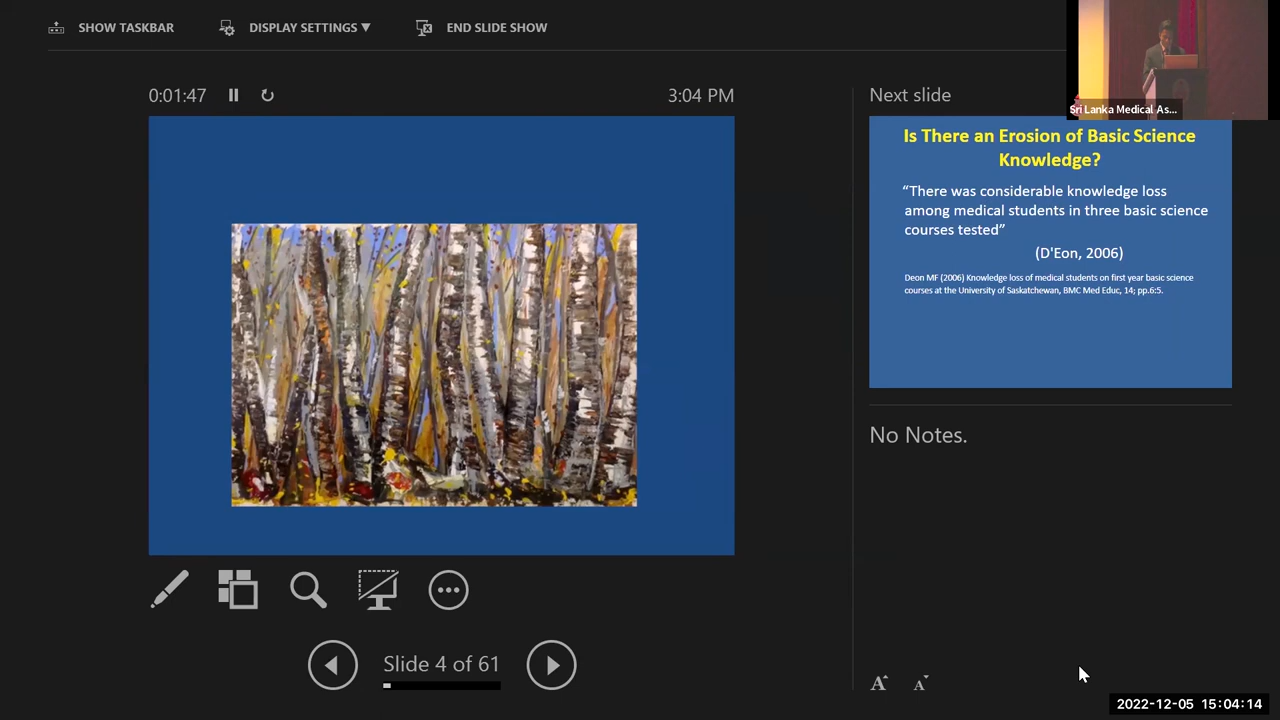 SHOW TASKBAR
DISPLAY SETTINGS ▼
END SLIDE SHOW
0:01:47
3:04 PM
Next slide
Sri Lanka Medical As...
Is There an Erosion of Basic Science
Knowledge?
“There was considerable knowledge loss
among medical students in three basic science
courses tested”
(D'Eon, 2006)
Deon MF (2006) Knowledge loss of medical students on first year basic science
courses at the University of Saskatchewan, BMC Med Educ, 14; pp.6:5.
No Notes.
Slide 4 of 61
A A
2022-12-05 15:04:14